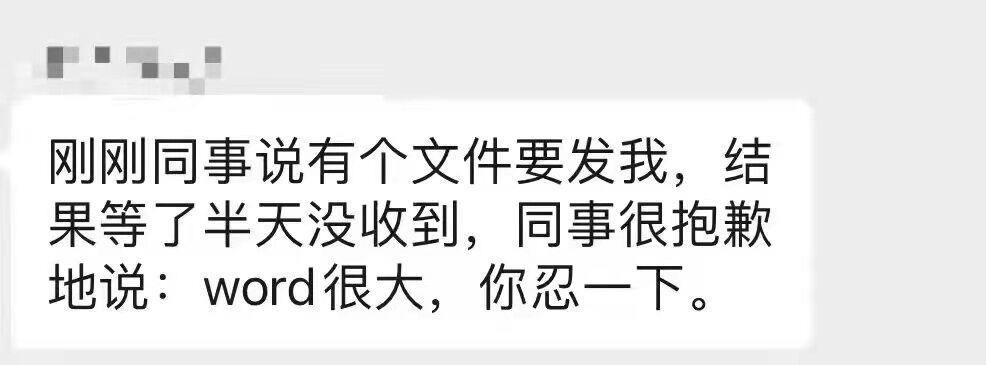 刚刚同事说有个文件要发我，结
果等了半天没收到，同事很抱歉
地说：word很大，你忍一下。